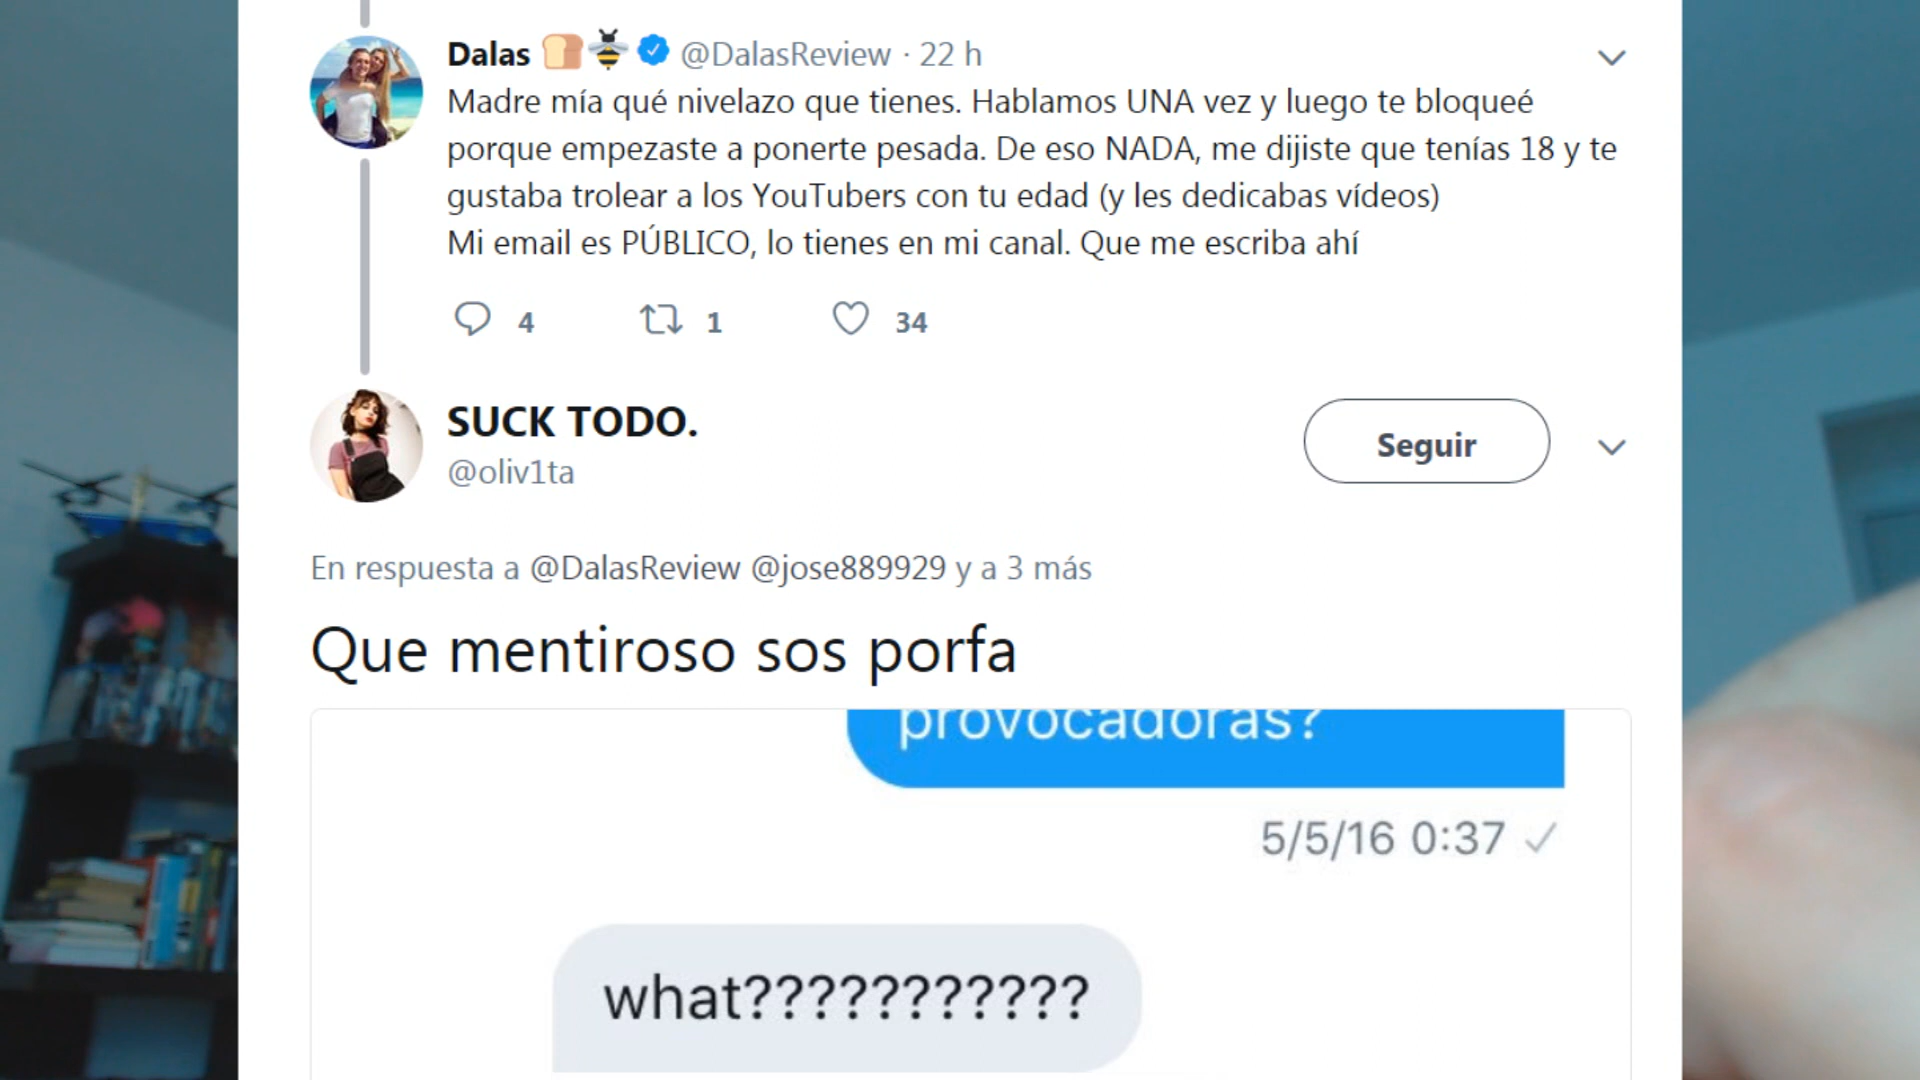 Dalas @DalasReview · 22 h
Madre mía qué nivelazo que tienes. Hablamos UNA vez y luego te bloqueé
porque empezaste a ponerte pesada. De eso NADA, me dijiste que tenías 18 y te
gustaba trolear a los YouTubers con tu edad (y les dedicabas vídeos)
Mi email es PÚBLICO, lo tienes en mi canal. Que me escriba ahí
4 1 34
SUCK TODO.
@oliv1ta
Seguir
En respuesta a @DalasReview @jose889929 y a 3 más
Que mentiroso sos porfa
provocadoras?
5/5/16 0:37
what???????????